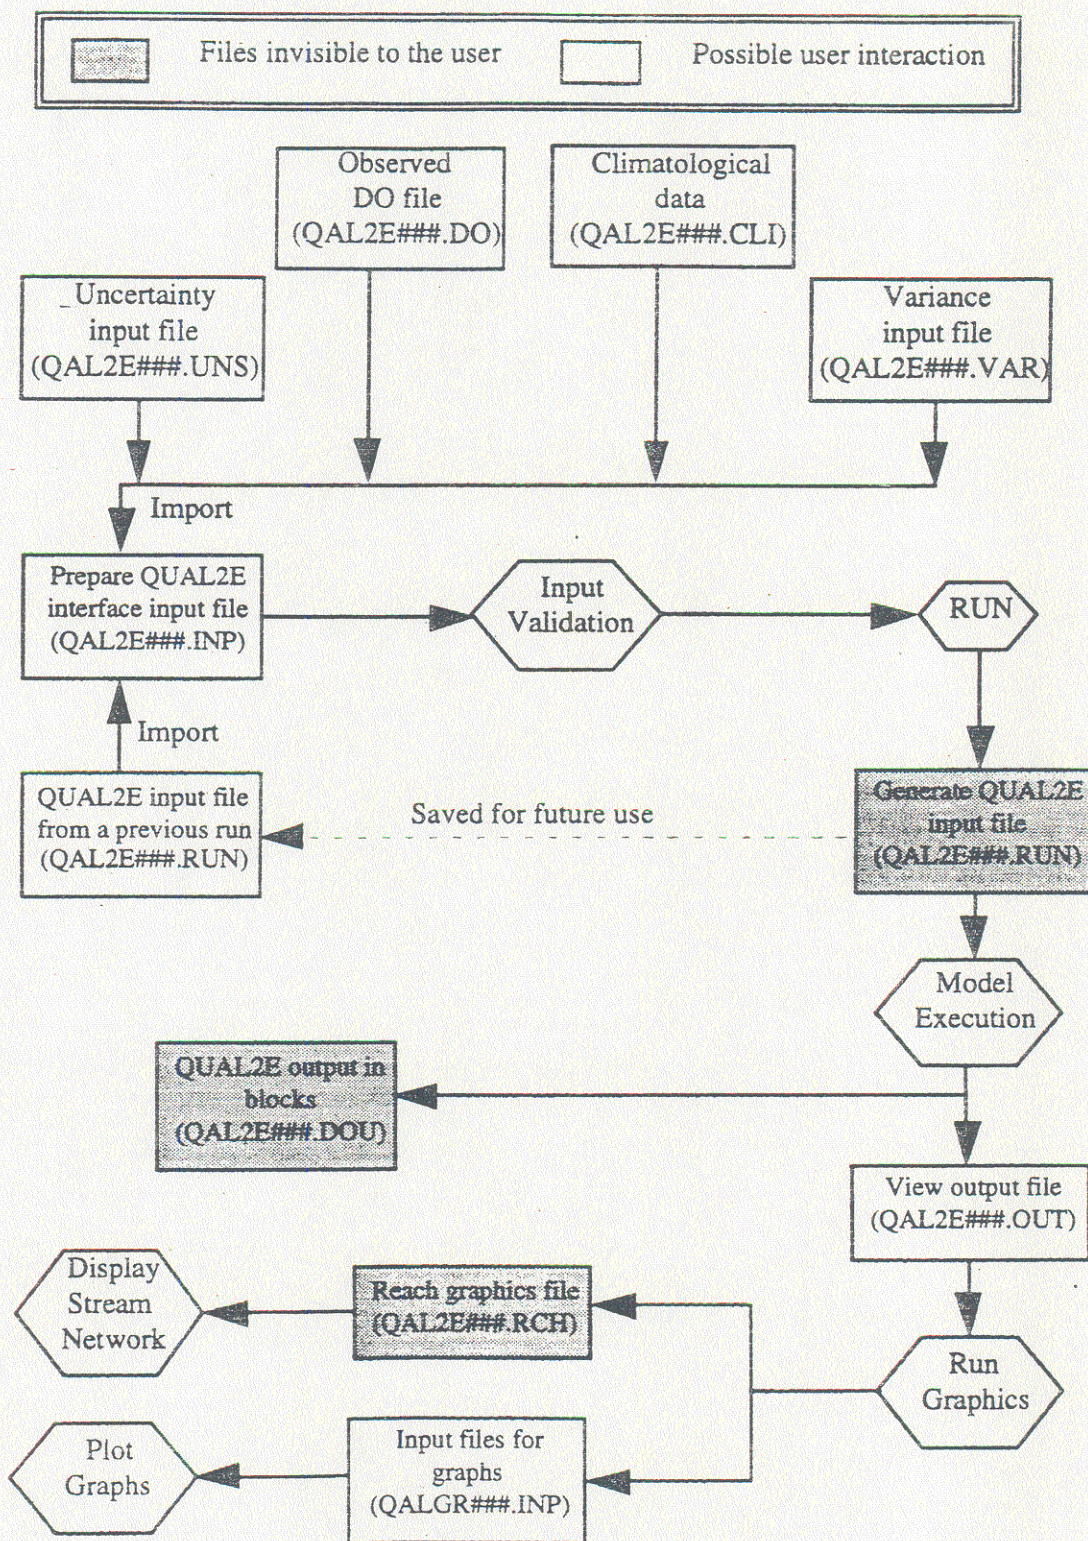 Files invisible to the user
Possible user interaction
Observed
DO file
(QAL2E###.DO)
Climatological
data
(QAL2E###.CLI)
Uncertainty
input file
(QAL2E###.UNS)
Variance
input file
(QAL2E###.VAR)
Import
Prepare QUAL2E
interface input file
(QAL2E###.INP)
Input
Validation
RUN
Import
QUAL2E input file
from a previous run
(QAL2E###.RUN)
Saved for future use
Generate QUAL2E
input file
(QAL2E###.RUN)
Model
Execution
QUAL2E output in
blocks
(QAL2E###.DOU)
View output file
(QAL2E###.OUT)
Display
Stream
Network
Reach graphics file
(QAL2E###.RCH)
Run
Graphics
Plot
Graphs
Input files for
graphs
(QALGR###.INP)